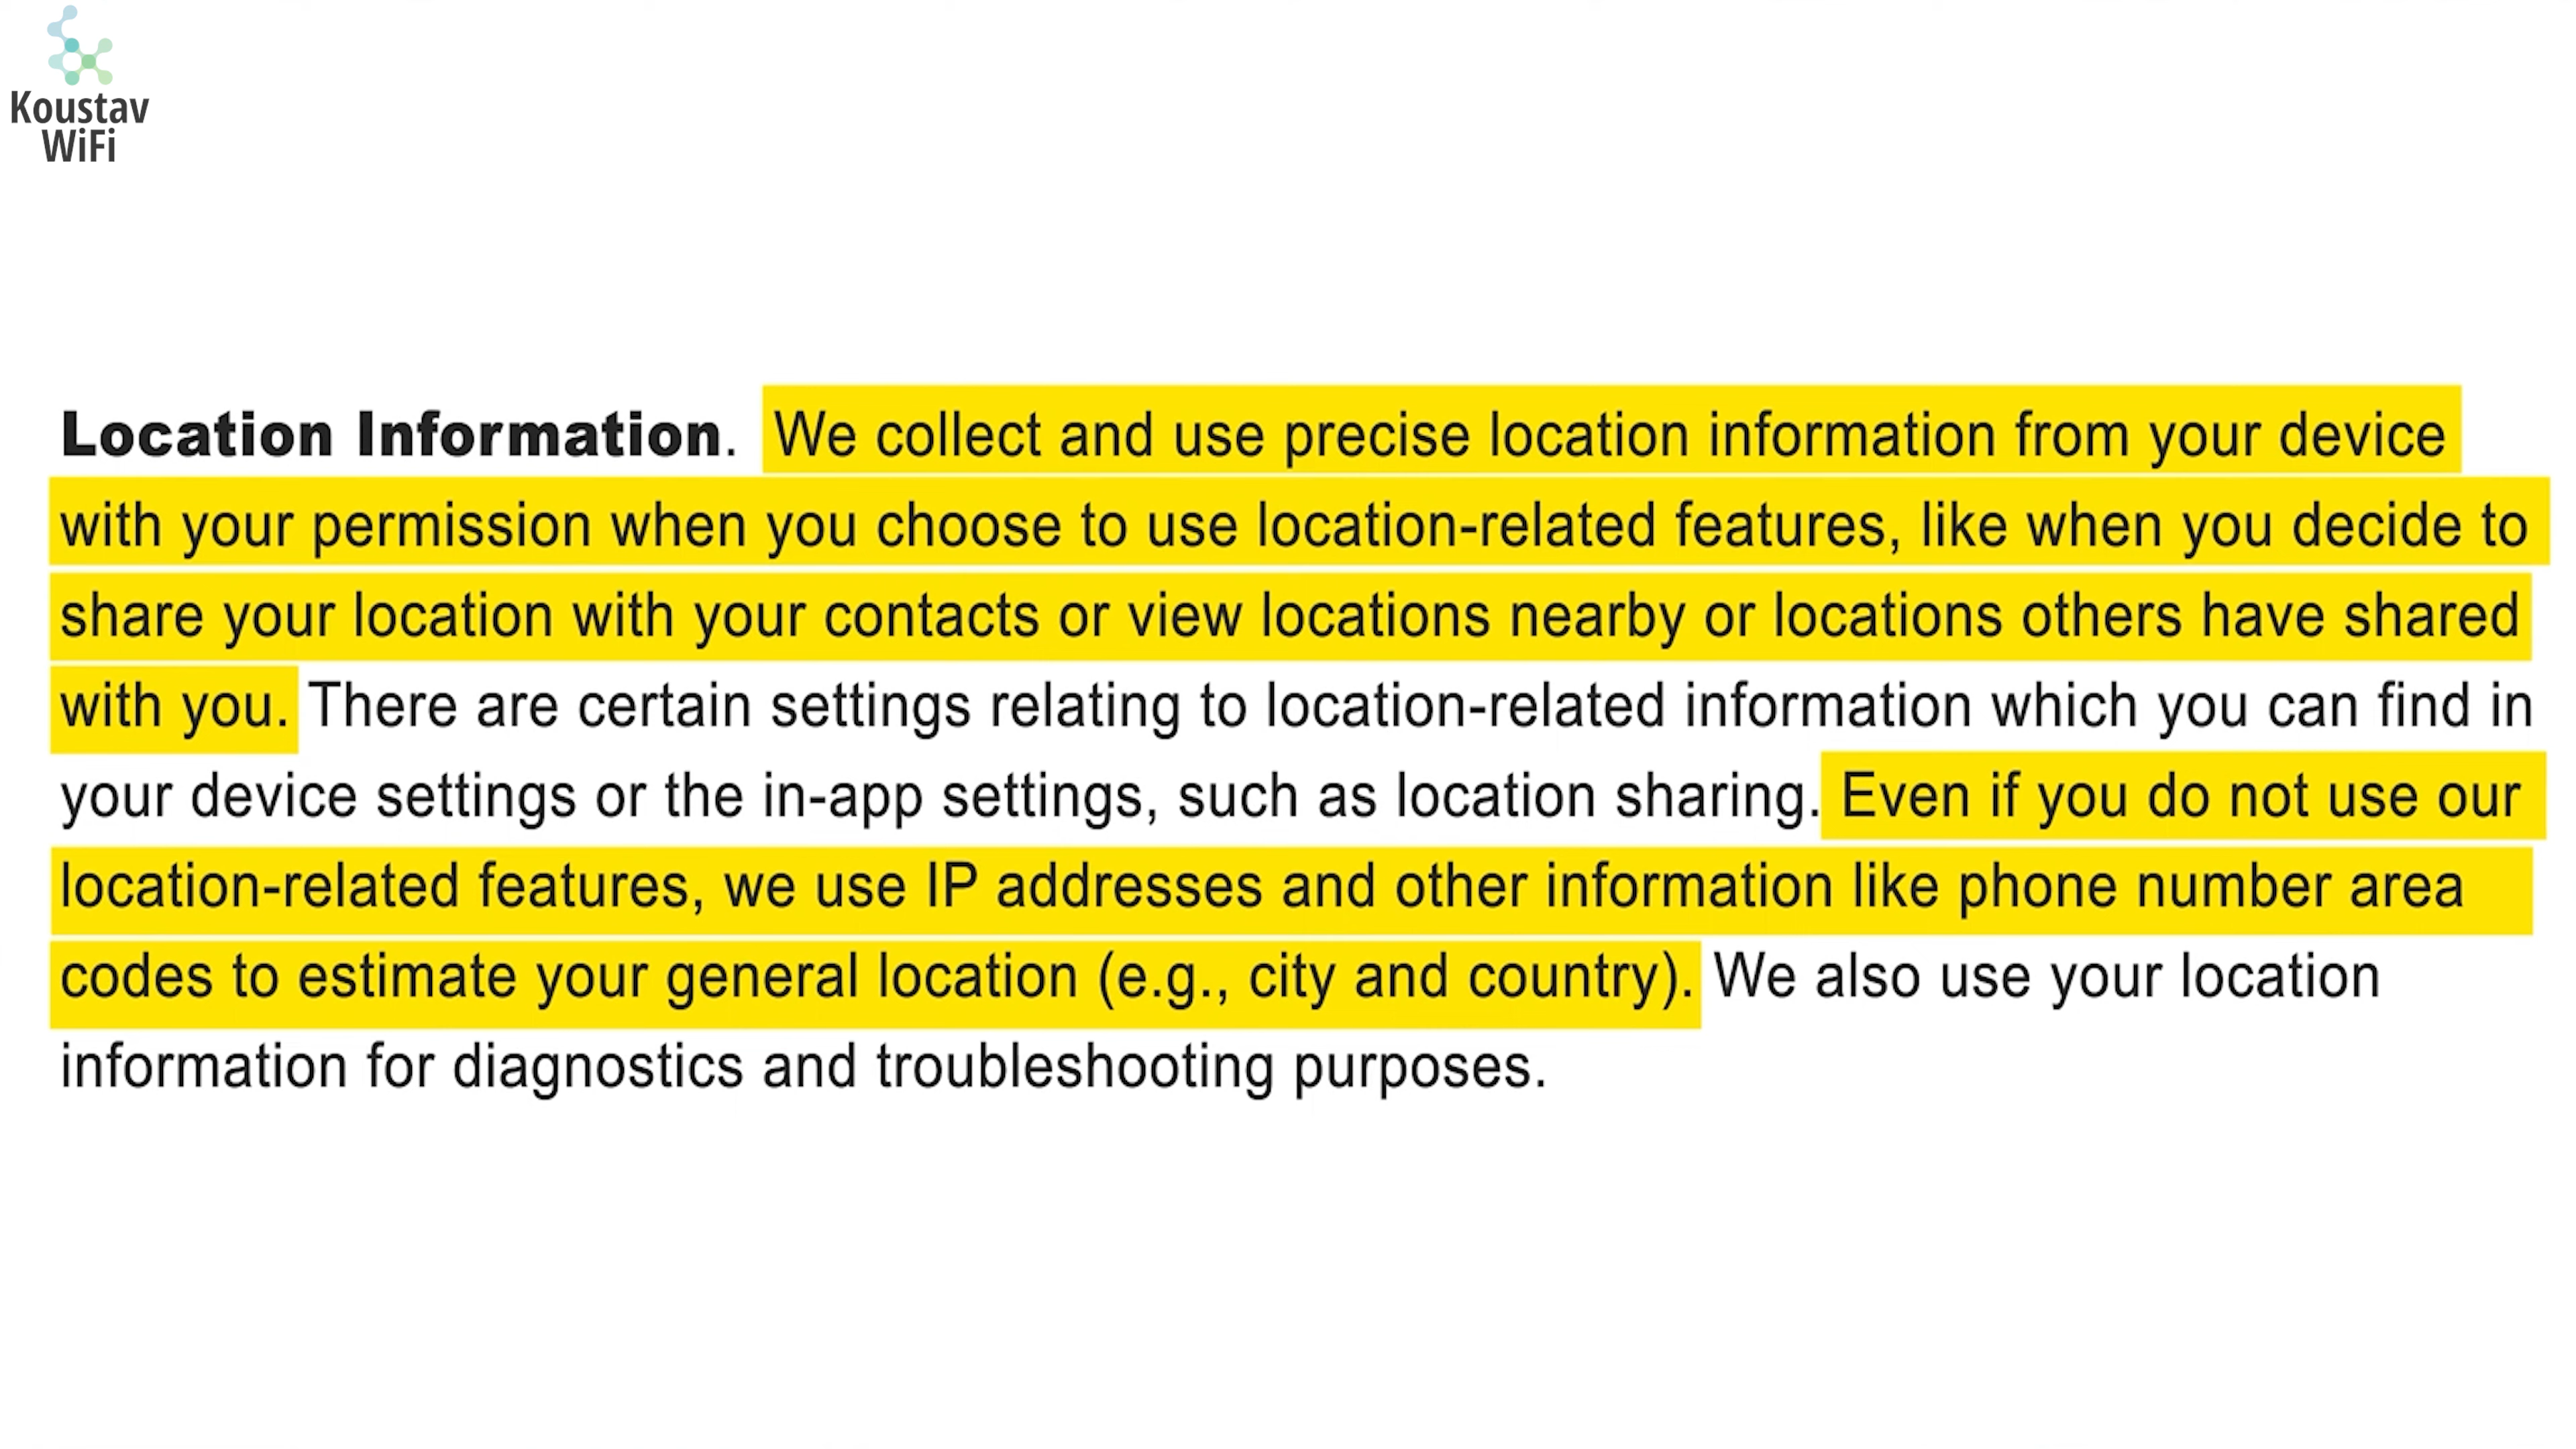 Koustav
WiFi
Location Information. We collect and use precise location information from your device
with your permission when you choose to use location-related features, like when you decide to
share your location with your contacts or view locations nearby or locations others have shared
with you. There are certain settings relating to location-related information which you can find in
your device settings or the in-app settings, such as location sharing. Even if you do not use our
location-related features, we use IP addresses and other information like phone number area
codes to estimate your general location (e.g., city and country). We also use your location
information for diagnostics and troubleshooting purposes.